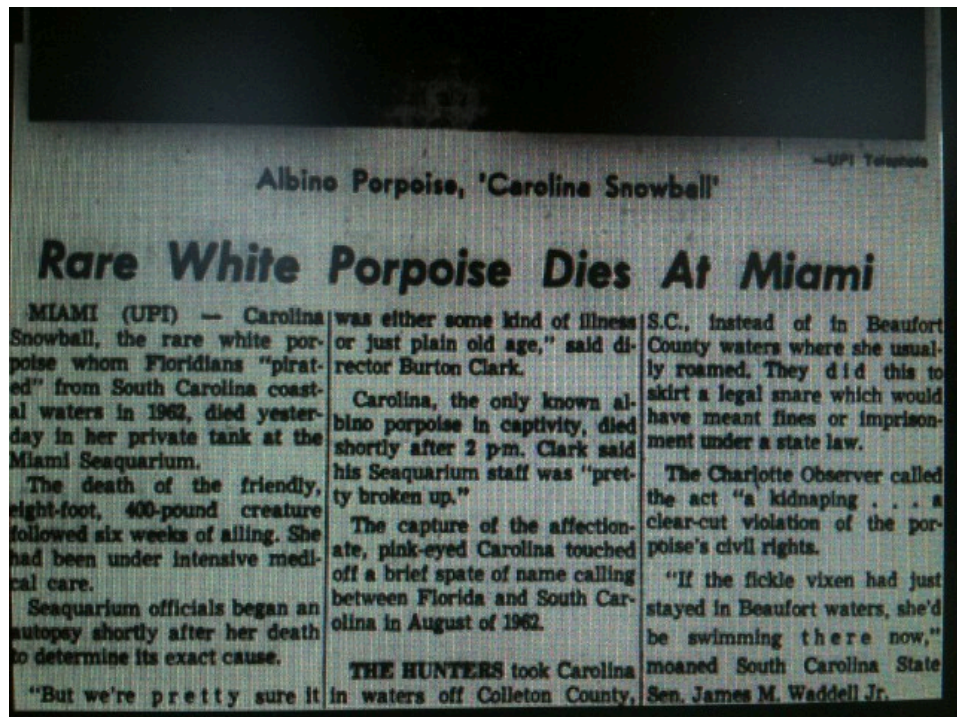 —UPI Telephoto
Albino Porpoise, 'Carolina Snowball'
Rare White Porpoise Dies At Miami
MIAMI (UPI) — Carolina
Snowball, the rare white por-
poise whom Floridians "pirat-
ed" from South Carolina coast-
al waters in 1962, died yester-
day in her private tank at the
Miami Seaquarium.
The death of the friendly,
eight-foot, 400-pound creature
followed six weeks of ailing. She
had been under intensive medi-
cal care.
Seaquarium officials began an
autopsy shortly after her death
to determine its exact cause.
"But we're pretty sure it
was either some kind of illness
or just plain old age," said di-
rector Burton Clark.
Carolina, the only known al-
bino porpoise in captivity, died
shortly after 2 p.m. Clark said
his Seaquarium staff was "pret-
ty broken up."
The capture of the affection-
ate, pink-eyed Carolina touched
off a brief spate of name calling
between Florida and South Car-
olina in August of 1962.
THE HUNTERS took Carolina
in waters off Colleton County,
S.C., instead of in Beaufort
County waters where she usual-
ly roamed. They did this to
skirt a legal snare which would
have meant fines or imprison-
ment under a state law.
The Charlotte Observer called
the act "a kidnaping . . . a
clear-cut violation of the por-
poise's civil rights.
"If the fickle vixen had just
stayed in Beaufort waters, she'd
be swimming there now,"
moaned South Carolina State
Sen. James M. Waddell Jr.